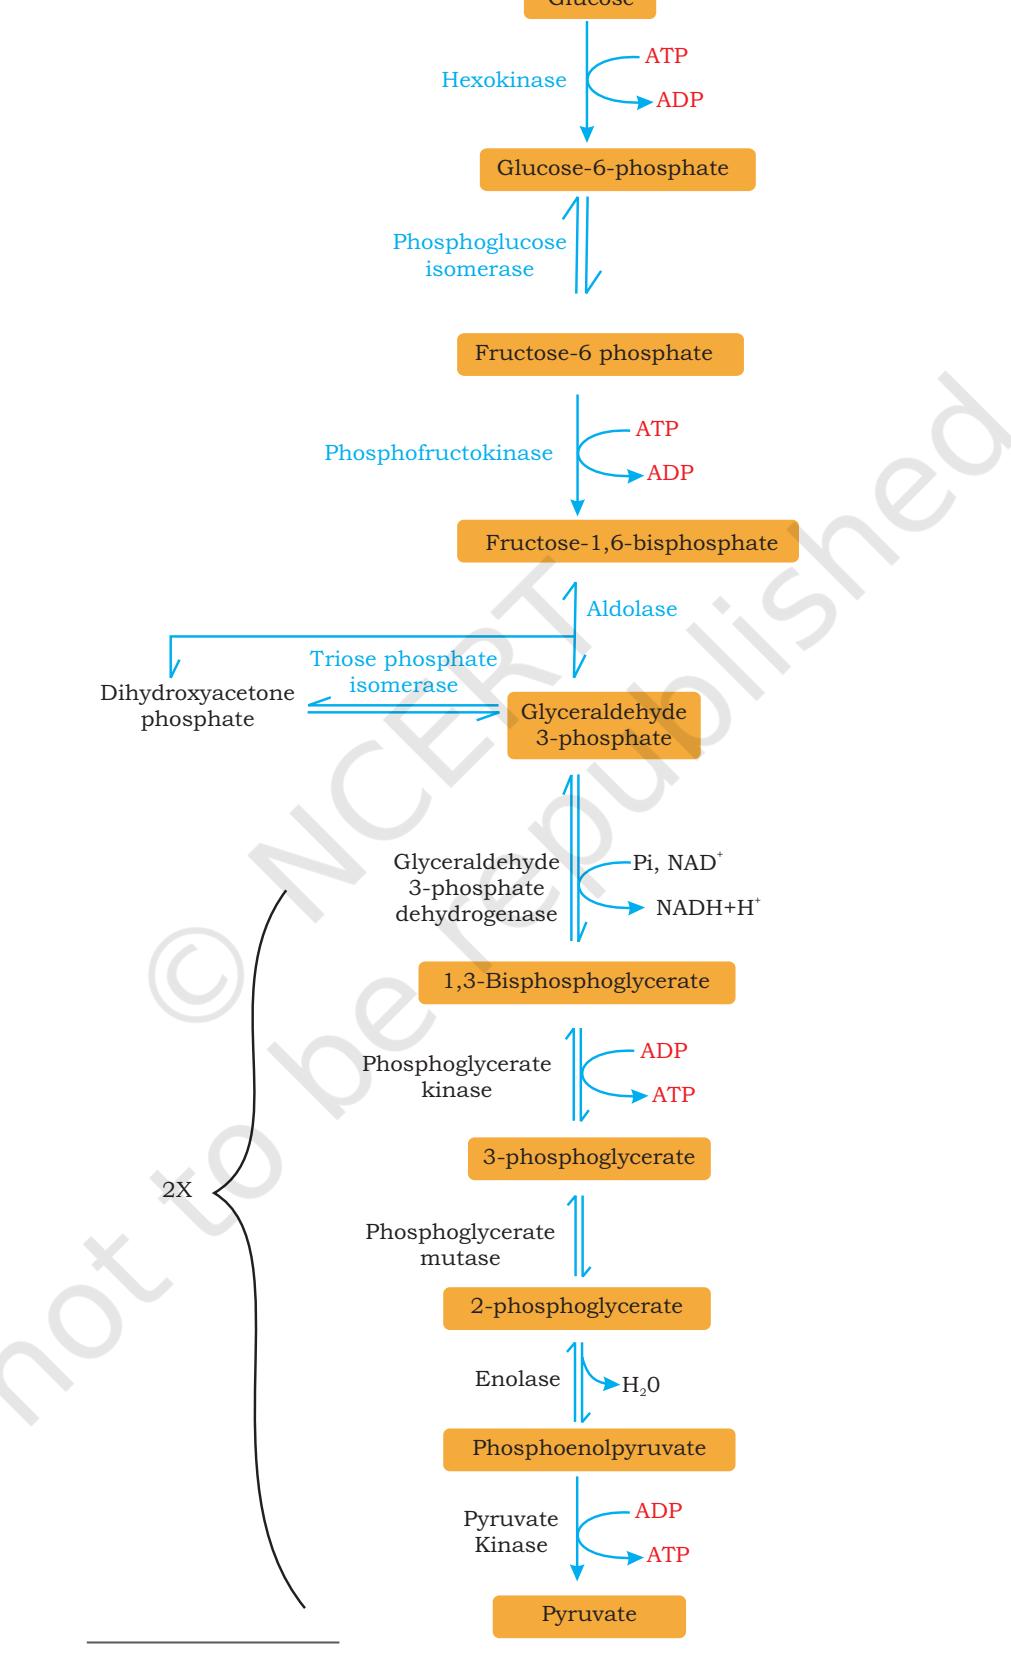 Glucose
ATP
Hexokinase
ADP
Glucose-6-phosphate
Phosphoglucose
isomerase
Fructose-6 phosphate
ATP
Phosphofructokinase
ADP
Fructose-1,6-bisphosphate
Aldolase
Triose phosphate
isomerase
Dihydroxyacetone
phosphate
Glyceraldehyde
3-phosphate
Glyceraldehyde
3-phosphate
dehydrogenase
Pi, NAD⁺
NADH+H⁺
1,3-Bisphosphoglycerate
ADP
Phosphoglycerate
kinase
ATP
3-phosphoglycerate
2X
Phosphoglycerate
mutase
2-phosphoglycerate
Enolase
H₂0
Phosphoenolpyruvate
ADP
Pyruvate
Kinase
ATP
Pyruvate
© NCERT
not to be republished